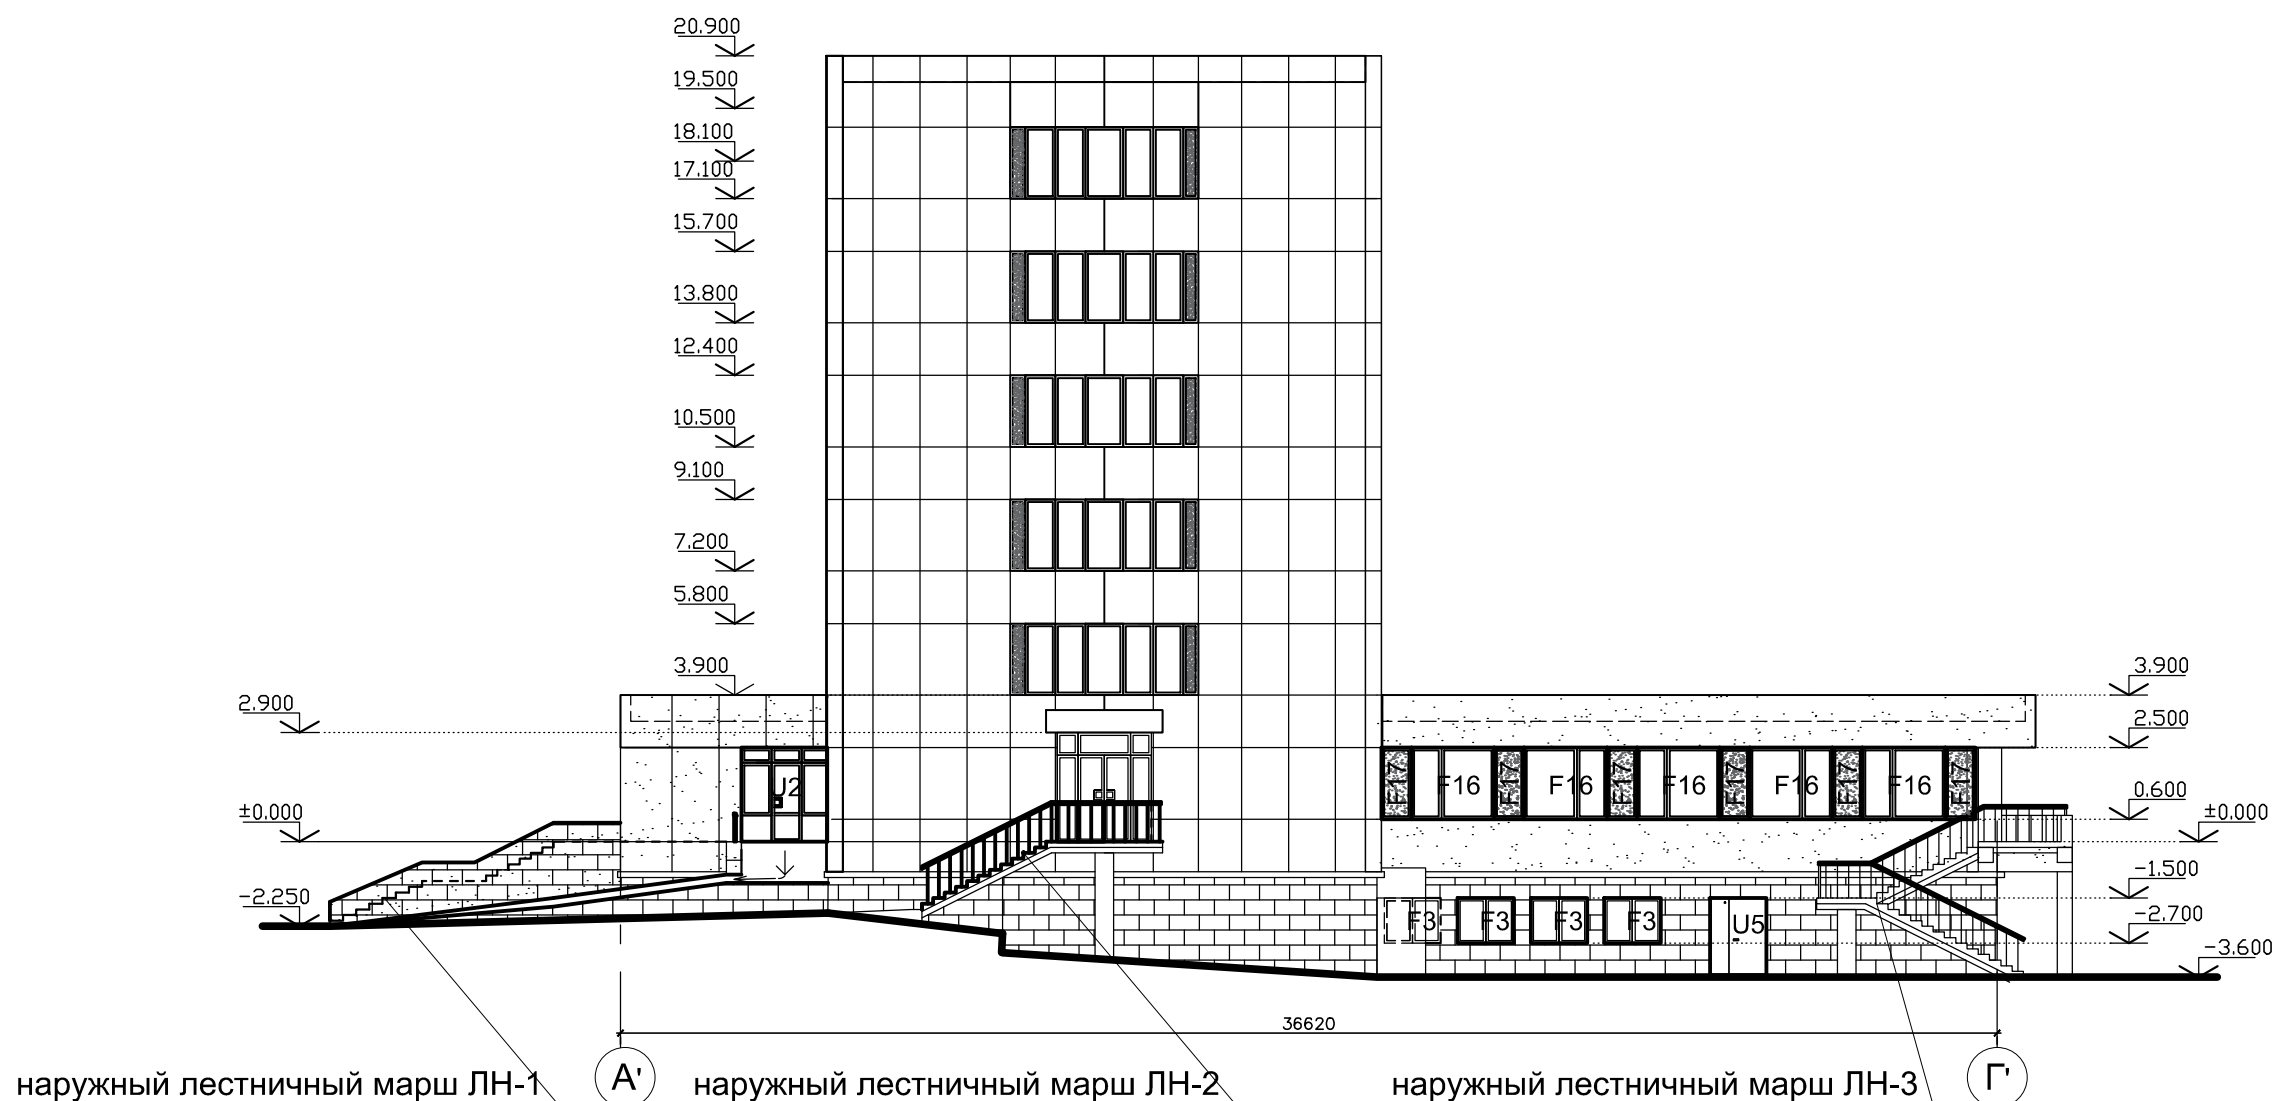 20.900
19.500
18.100
17.100
15.700
13.800
12.400
10.500
9.100
7.200
5.800
3.900
2.900
±0.000
-2.250
3.900
2.500
0.600
±0.000
-1.500
-2.700
-3.600
U2
F17 F16 F17 F16 F17 F16 F17 F16 F17 F16 F17
F3 F3 F3 F3 U5
36620
наружный лестничный марш ЛН-1
А'
наружный лестничный марш ЛН-2
наружный лестничный марш ЛН-3
Г'